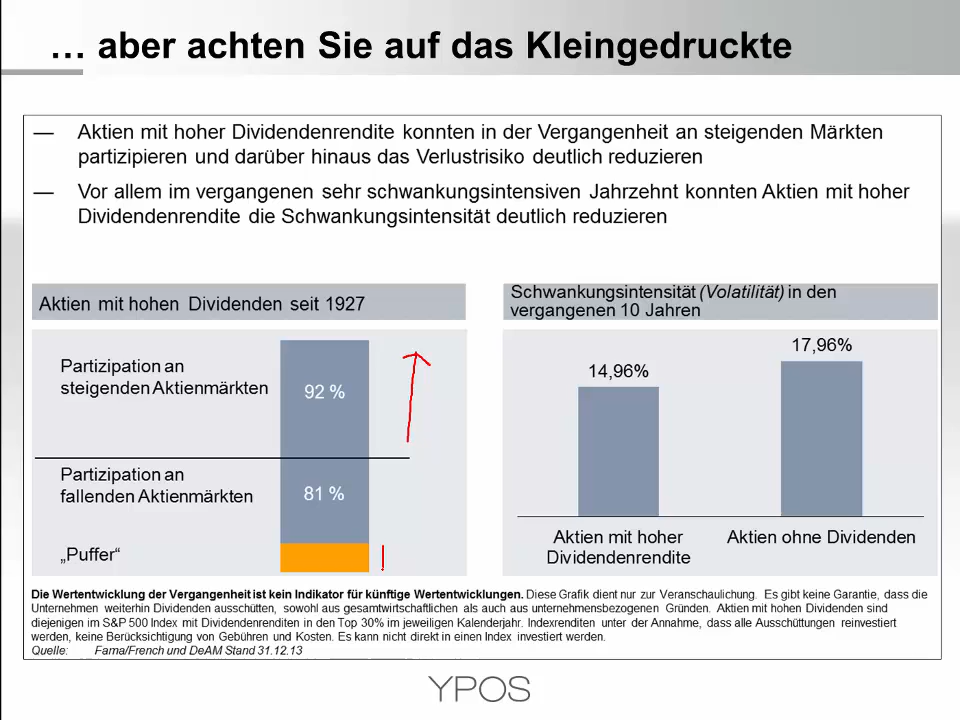 ... aber achten Sie auf das Kleingedruckte
— Aktien mit hoher Dividendenrendite konnten in der Vergangenheit an steigenden Märkten
partizipieren und darüber hinaus das Verlustrisiko deutlich reduzieren
— Vor allem im vergangenen sehr schwankungsintensiven Jahrzehnt konnten Aktien mit hoher
Dividendenrendite die Schwankungsintensität deutlich reduzieren
Aktien mit hohen Dividenden seit 1927
Partizipation an
steigenden Aktienmärkten
92 %
Partizipation an
fallenden Aktienmärkten
81 %
„Puffer“
Schwankungsintensität (Volatilität) in den
vergangenen 10 Jahren
14,96%
17,96%
Aktien mit hoher
Dividendenrendite
Aktien ohne Dividenden
Die Wertentwicklung der Vergangenheit ist kein Indikator für künftige Wertentwicklungen. Diese Grafik dient nur zur Veranschaulichung. Es gibt keine Garantie, dass die
Unternehmen weiterhin Dividenden ausschütten, sowohl aus gesamtwirtschaftlichen als auch aus unternehmensbezogenen Gründen. Aktien mit hohen Dividenden sind
diejenigen im S&P 500 Index mit Dividendenrenditen in den Top 30% im jeweiligen Kalenderjahr. Indexrenditen unter der Annahme, dass alle Ausschüttungen reinvestiert
werden, keine Berücksichtigung von Gebühren und Kosten. Es kann nicht direkt in einen Index investiert werden.
Quelle: Fama/French und DeAM Stand 31.12.13
YPOS